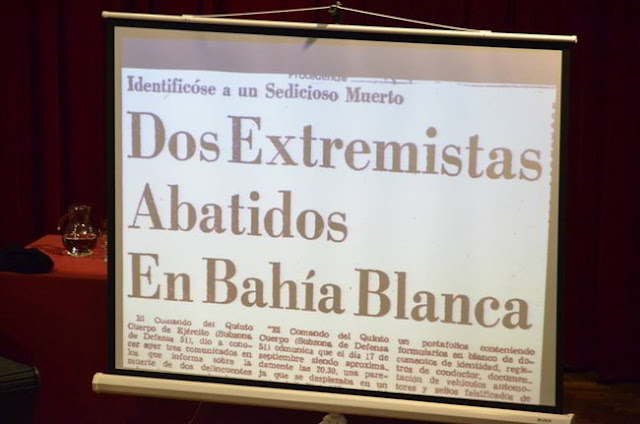 Procedencia
Identificóse a un Sedicioso Muerto
Dos Extremistas
Abatidos
En Bahía Blanca
El Comando del Quinto
Cuerpo de Ejército (Subzona
de Defensa 51), dio a cono-
cer ayer tres comunicados en
los que informa sobre la
muerte de dos delincuentes
"El Comando del Quinto
Cuerpo (Subzona de Defensa
51) comunica que el día 17 de
septiembre siendo aproxima-
damente las 20.30, una pare-
ja que se desplazaba en un
un portafolios conteniendo
formularios en blanco de do-
cumentos de identidad, regis-
tros de conductor, documen-
tación de vehículos automo-
tores y sellos falsificados de